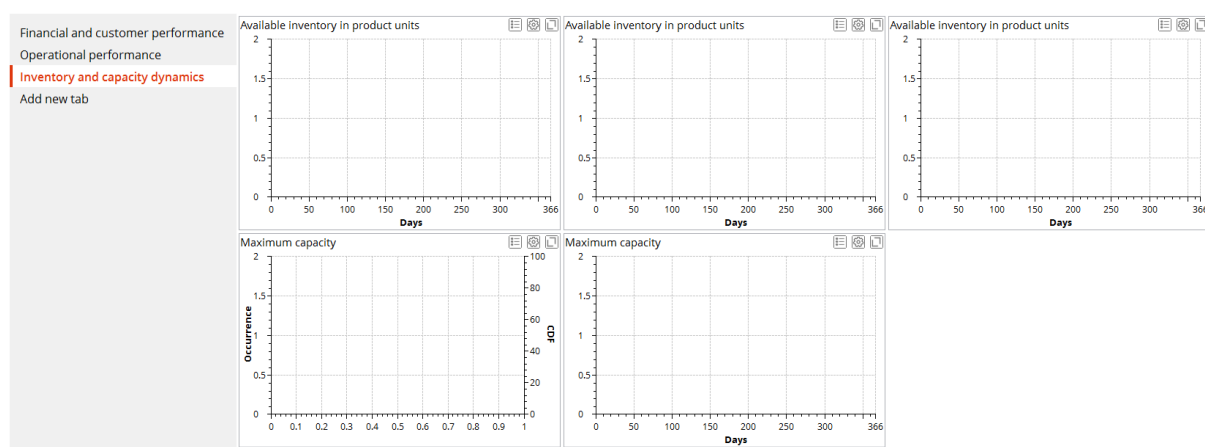 Financial and customer performance
Operational performance
Inventory and capacity dynamics
Add new tab
Available inventory in product units
2
1.5
1
0.5
0
0 50 100 150 200 250 300 366
Days
Available inventory in product units
2
1.5
1
0.5
0
0 50 100 150 200 250 300 366
Days
Available inventory in product units
2
1.5
1
0.5
0
0 50 100 150 200 250 300 366
Days
Maximum capacity
Occurrence
2
1.5
1
0.5
0
0 0.1 0.2 0.3 0.4 0.5 0.6 0.7 0.8 0.9 1
100
80
60
40
20
0
CDF
Maximum capacity
2
1.5
1
0.5
0
0 50 100 150 200 250 300 366
Days